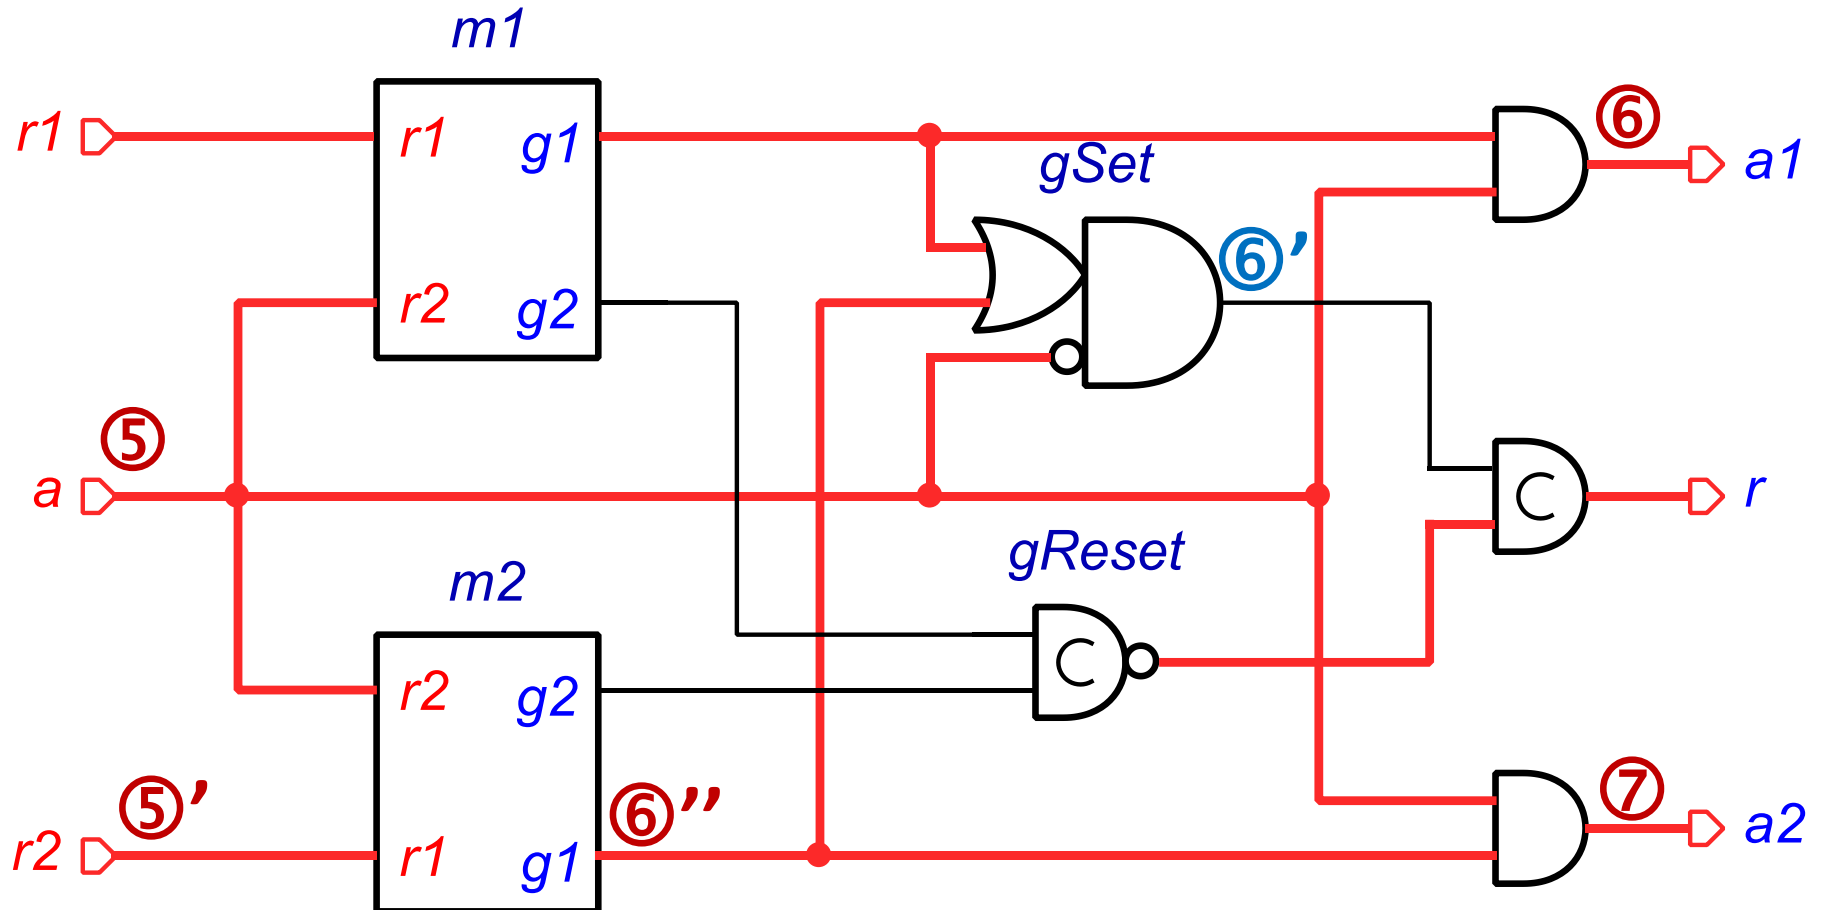 m1
r1
r1
g1
⑥
a1
gSet
⑥’
r2
g2
⑤
a
C
r
gReset
m2
C
r2
g2
⑤’
⑥’’
⑦
a2
r2
r1
g1